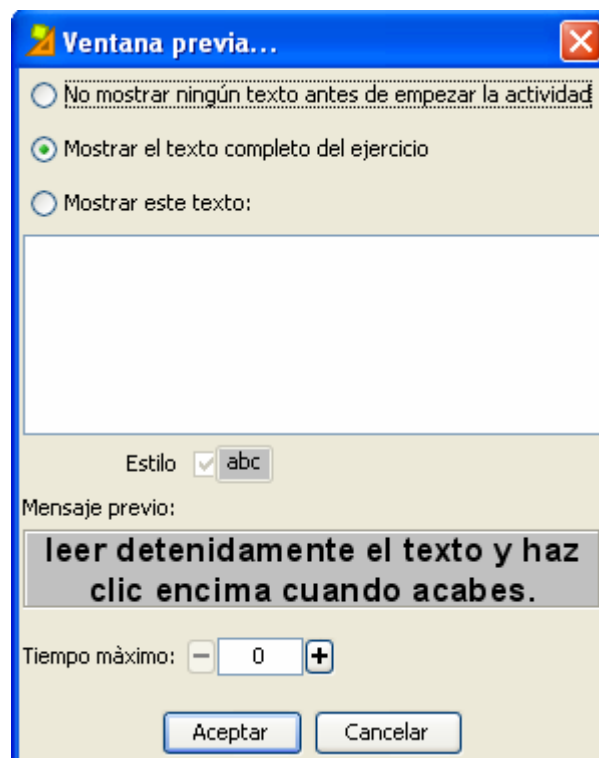 Ventana previa...
No mostrar ningún texto antes de empezar la actividad
Mostrar el texto completo del ejercicio
Mostrar este texto:
Estilo abc
Mensaje previo:
leer detenidamente el texto y haz
clic encima cuando acabes.
Tiempo màximo: 0
Aceptar Cancelar